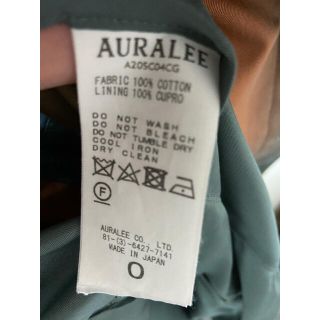 AURALEE
A20SC04CG
FABRIC 100% COTTON
LINING 100% CUPRO
DO NOT WASH
DO NOT BLEACH
DO NOT TUMBLE DRY
COOL IRON
DRY CLEAN
F
AURALEE CO., LTD.
81-(3)-6427-7141
MADE IN JAPAN
O